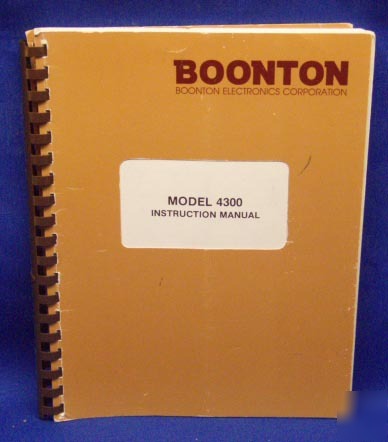 BOONTON
BOONTON ELECTRONICS CORPORATION
MODEL 4300
INSTRUCTION MANUAL